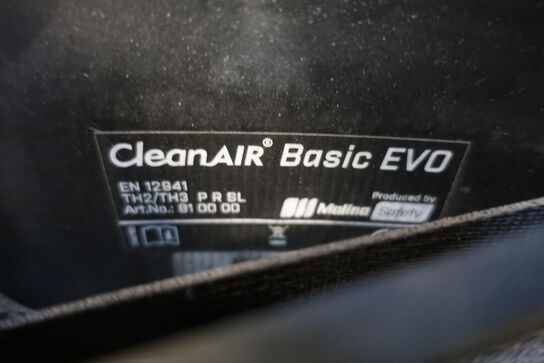 CleanAIR® Basic EVO
EN 12941
TH2/TH3 P R SL
Art.No.: 81 00 00
Malina
Produced by
Safety